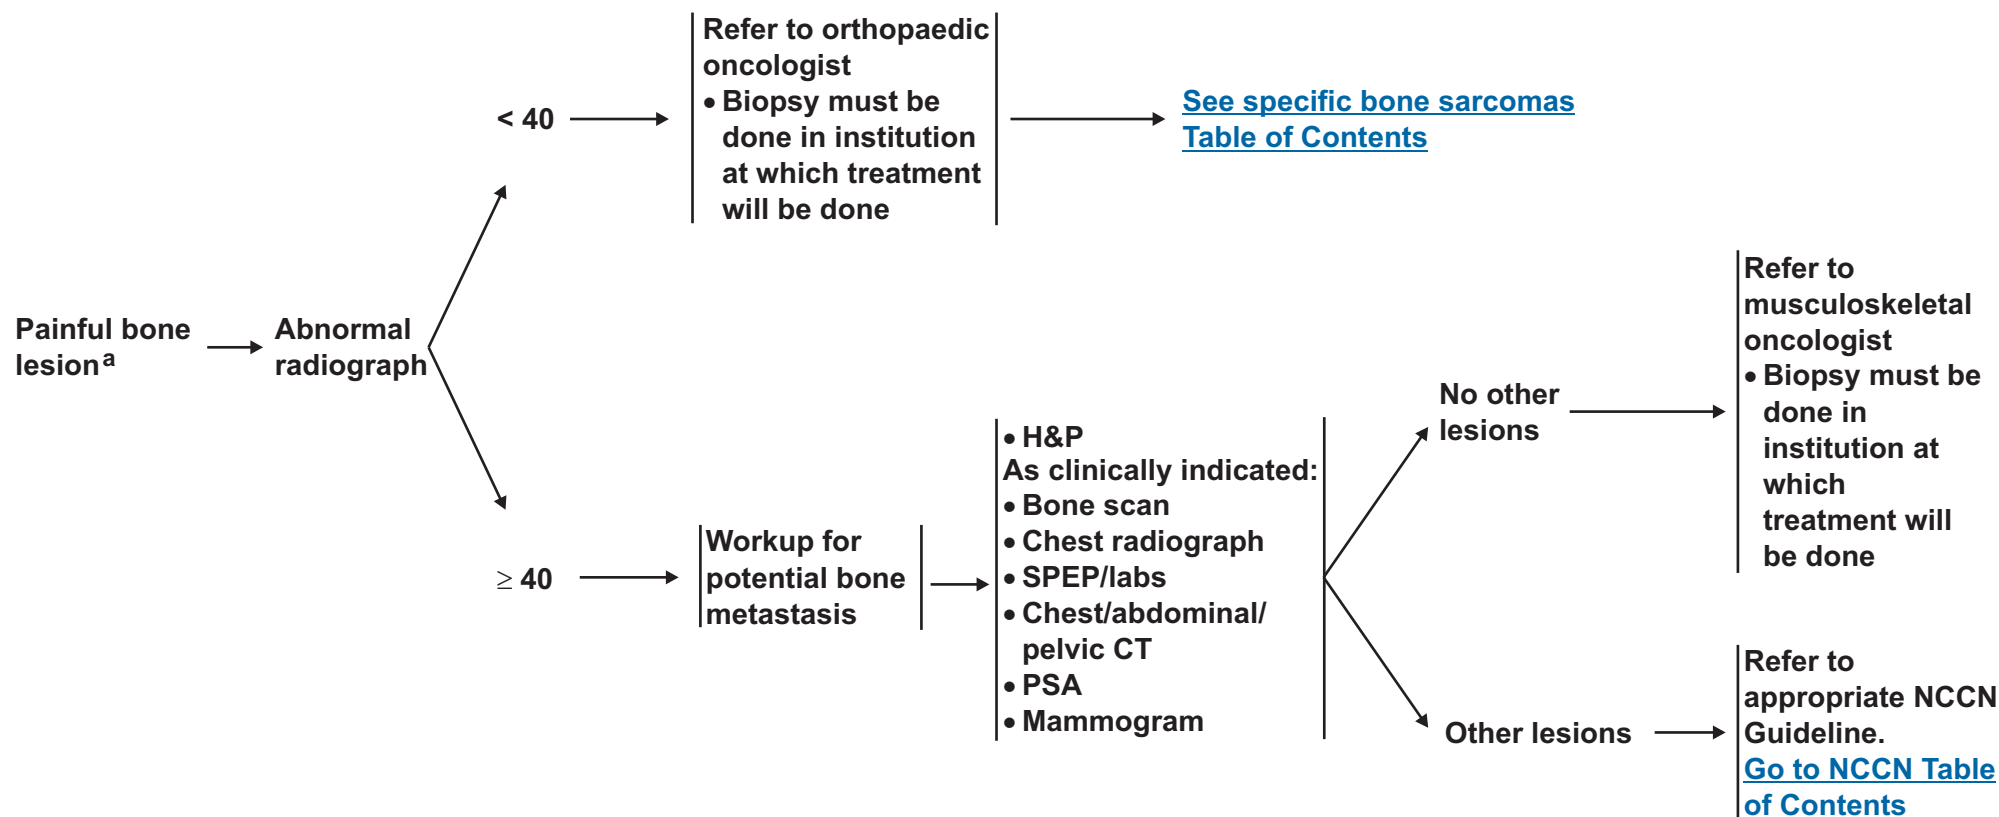 Painful bone
lesion a
Abnormal
radiograph
< 40
Refer to orthopaedic
oncologist
• Biopsy must be
done in institution
at which treatment
will be done
See specific bone sarcomas
Table of Contents
≥ 40
Workup for
potential bone
metastasis
• H&P
As clinically indicated:
• Bone scan
• Chest radiograph
• SPEP/labs
• Chest/abdominal/
pelvic CT
• PSA
• Mammogram
No other
lesions
Refer to
musculoskeletal
oncologist
• Biopsy must be
done in
institution at
which
treatment will
be done
Other lesions
Refer to
appropriate NCCN
Guideline.
Go to NCCN Table
of Contents